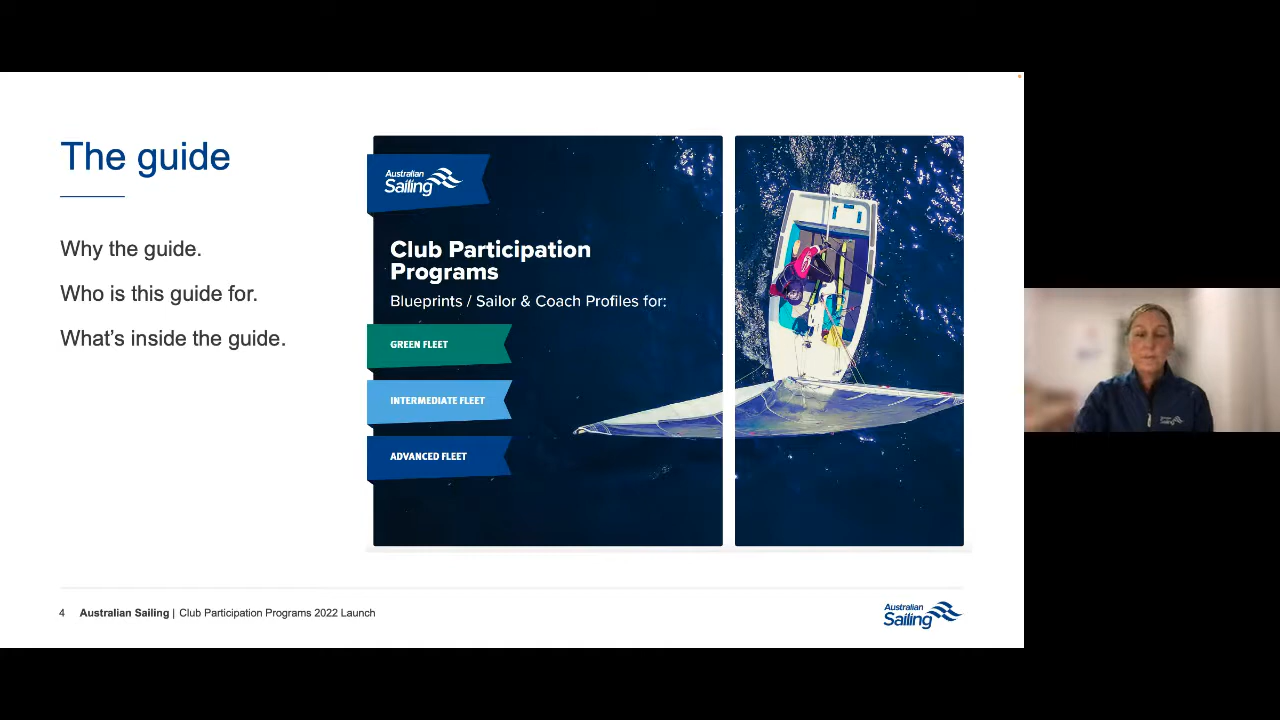 The guide
Why the guide.
Who is this guide for.
What’s inside the guide.
Australian
Sailing
Club Participation
Programs
Blueprints / Sailor & Coach Profiles for:
GREEN FLEET
INTERMEDIATE FLEET
ADVANCED FLEET
4 Australian Sailing | Club Participation Programs 2022 Launch
Australian
Sailing
Sailing